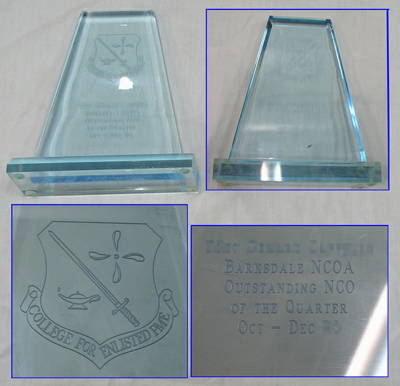 COLLEGE FOR ENLISTED PME
BARKSDALE NCOA
OUTSTANDING NCO
OF THE QUARTER
OCT – DEC